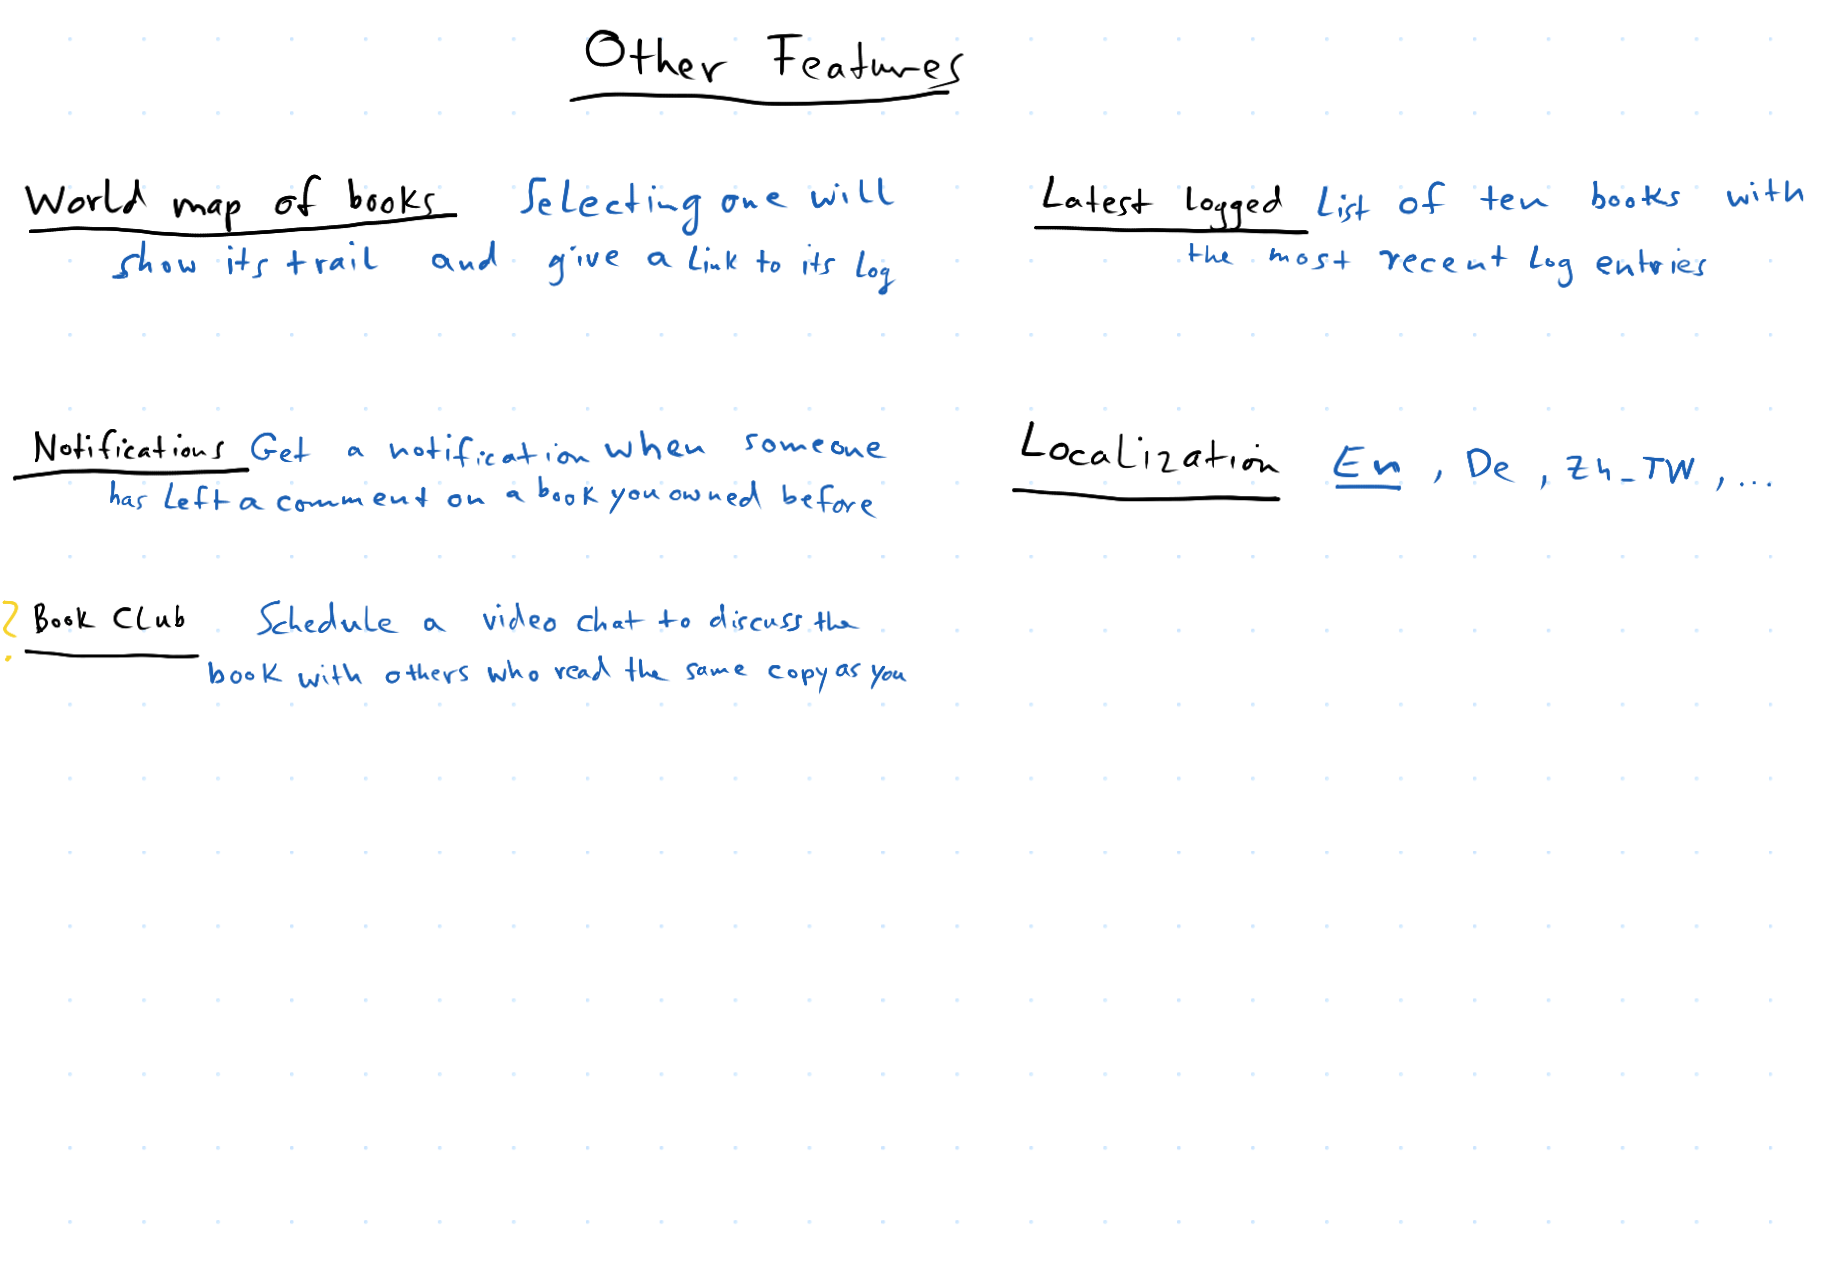 Other Features
World map of books Selecting one will
show its trail and give a link to its log
Latest logged List of ten books with
the most recent log entries
Notifications Get a notification when someone
has left a comment on a book you owned before
Localization En, De, Zh_TW, ...
? Book Club Schedule a video chat to discuss the
book with others who read the same copy as you